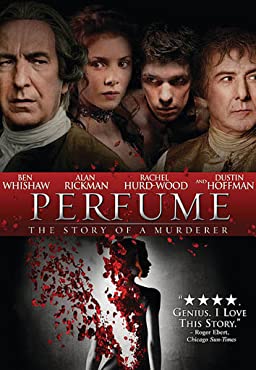 BEN WHISHAW ALAN RICKMAN RACHEL HURD-WOOD AND DUSTIN HOFFMAN
PERFUME
THE STORY OF A MURDERER
"★★★★.
GENIUS. I LOVE
THIS STORY."
- Roger Ebert,
Chicago Sun-Times